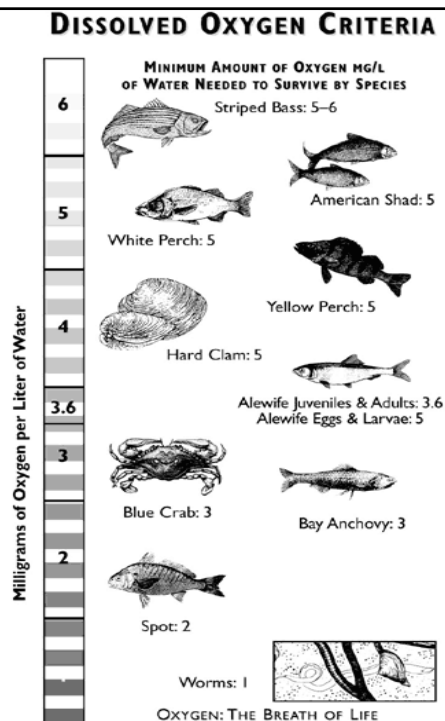 DISSOLVED OXYGEN CRITERIA
MINIMUM AMOUNT OF OXYGEN MG/L
OF WATER NEEDED TO SURVIVE BY SPECIES
Striped Bass: 5–6
American Shad: 5
White Perch: 5
Yellow Perch: 5
Hard Clam: 5
Alewife Juveniles & Adults: 3.6
Alewife Eggs & Larvae: 5
Blue Crab: 3
Bay Anchovy: 3
Spot: 2
Worms: 1
OXYGEN: THE BREATH OF LIFE
Milligrams of Oxygen per Liter of Water
6
5
4
3.6
3
2